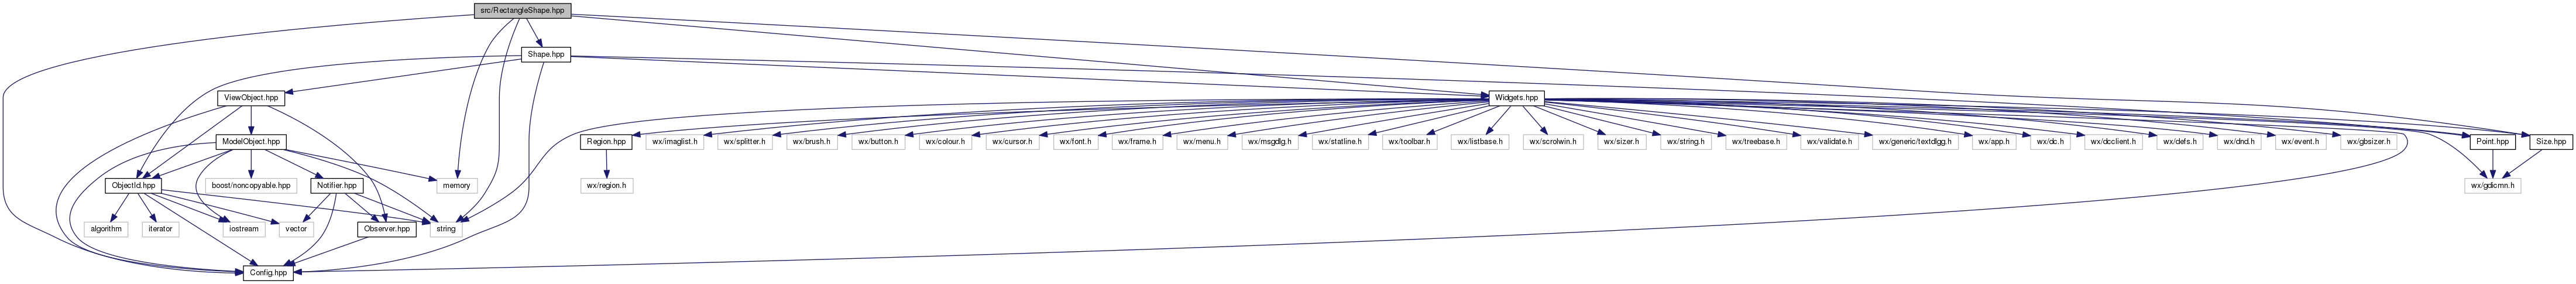 src/RectangleShape.hpp
Shape.hpp
ViewObject.hpp
Widgets.hpp
ModelObject.hpp
Region.hpp
wx/imaglist.h
wx/splitter.h
wx/brush.h
wx/button.h
wx/colour.h
wx/cursor.h
wx/font.h
wx/frame.h
wx/menu.h
wx/msgdlg.h
wx/statline.h
wx/toolbar.h
wx/listbase.h
wx/scrolwin.h
wx/sizer.h
wx/string.h
wx/treebase.h
wx/validate.h
wx/generic/textdlgg.h
wx/app.h
wx/dc.h
wx/dcclient.h
wx/defs.h
wx/dnd.h
wx/event.h
wx/gbsizer.h
Point.hpp
Size.hpp
ObjectId.hpp
boost/noncopyable.hpp
Notifier.hpp
memory
wx/region.h
wx/gdicmn.h
algorithm
iterator
iostream
vector
Observer.hpp
string
Config.hpp